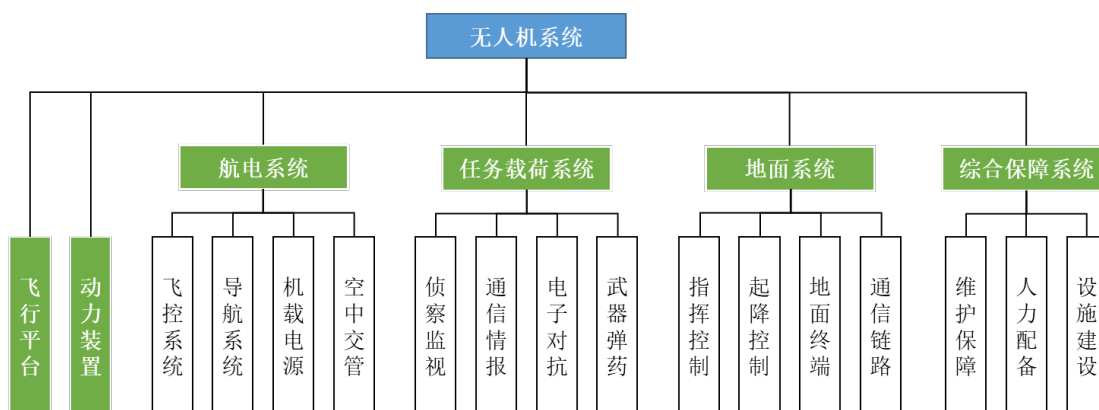 无人机系统
航电系统
任务载荷系统
地面系统
综合保障系统
飞行平台
动力装置
飞控系统
导航系统
机载电源
空中交管
侦察监视
通信情报
电子对抗
武器弹药
指挥控制
起降控制
地面终端
通信链路
维护保障
人力配备
设施建设